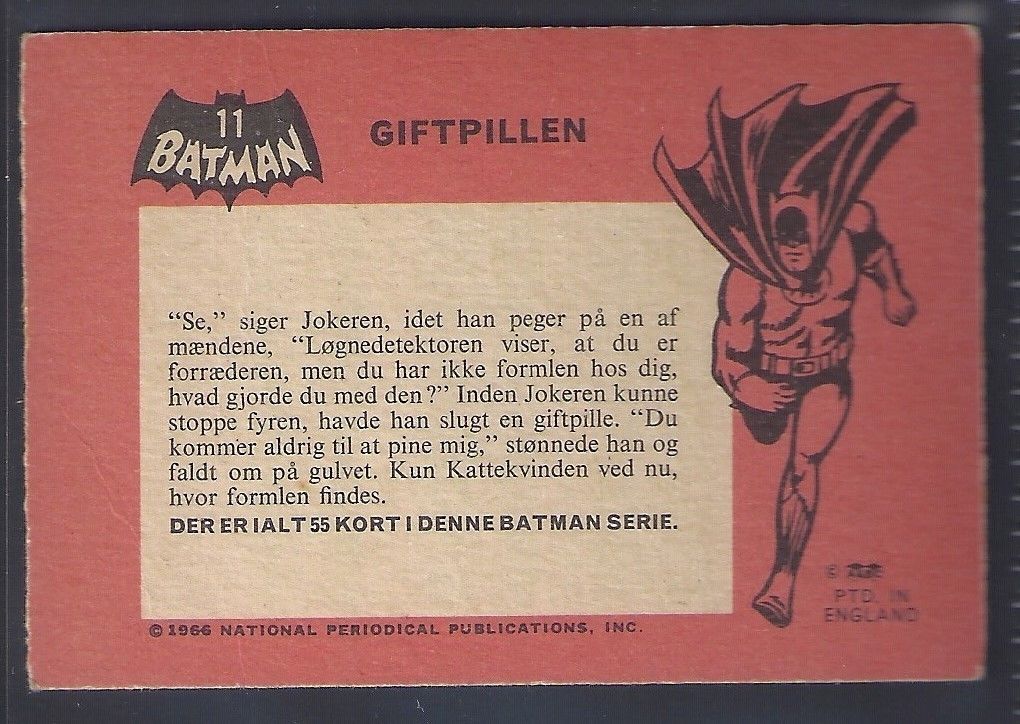 11
BATMAN
GIFTPILLEN
“Se,” siger Jokeren, idet han peger på en af
mændene, “Løgnedetektoren viser, at du er
forræderen, men du har ikke formlen hos dig,
hvad gjorde du med den?” Inden Jokeren kunne
stoppe fyren, havde han slugt en giftpille. “Du
kommer aldrig til at pine mig,” stønnede han og
faldt om på gulvet. Kun Kattekvinden ved nu,
hvor formlen findes.
DER ER IALT 55 KORT I DENNE BATMAN SERIE.
© 1966 NATIONAL PERIODICAL PUBLICATIONS, INC.
PTD. IN
ENGLAND